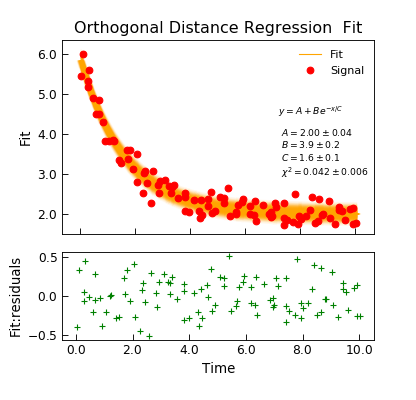 Orthogonal Distance Regression  Fit
6.0
5.0
4.0
3.0
2.0
Fit
Fit
Signal
y = A + Be^{-x/C}
A = 2.00 ± 0.04
B = 3.9 ± 0.2
C = 1.6 ± 0.1
χ² = 0.042 ± 0.006
0.5
0.0
−0.5
Fit:residuals
0.0 2.0 4.0 6.0 8.0 10.0
Time